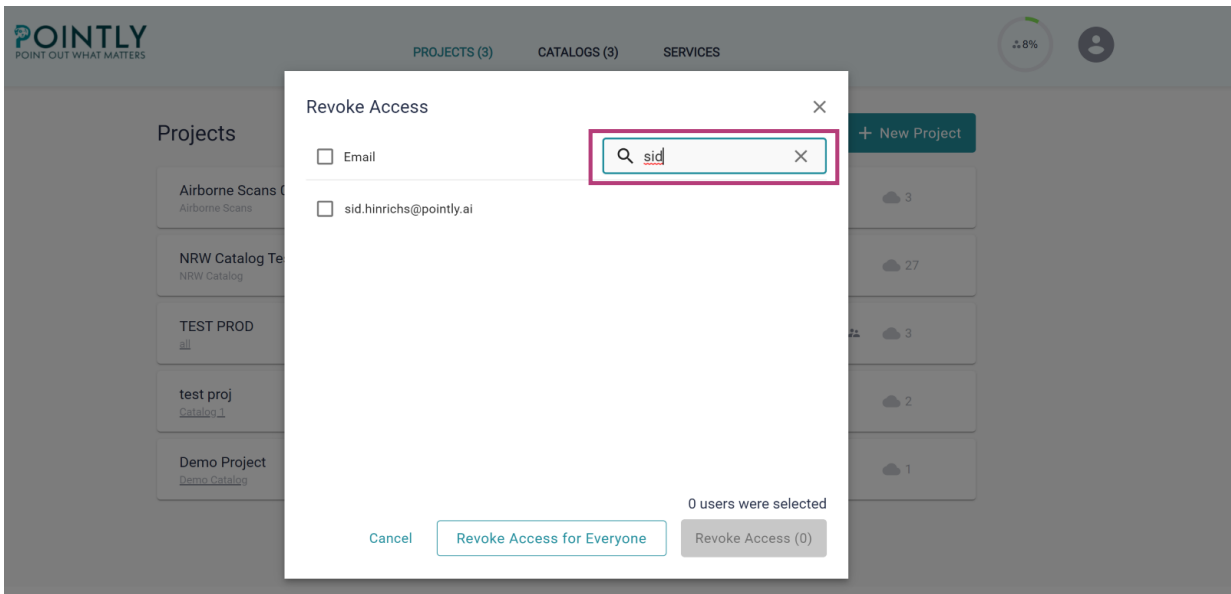 POINTLY
POINT OUT WHAT MATTERS
PROJECTS (3)
CATALOGS (3)
SERVICES
8%
Revoke Access
Projects
+ New Project
Email
sid
Airborne Scans
Airborne Scans
3
sid.hinrichs@pointly.ai
NRW Catalog Te
NRW Catalog
27
TEST PROD
all
3
test proj
Catalog 1
2
Demo Project
Demo Catalog
1
0 users were selected
Cancel
Revoke Access for Everyone
Revoke Access (0)